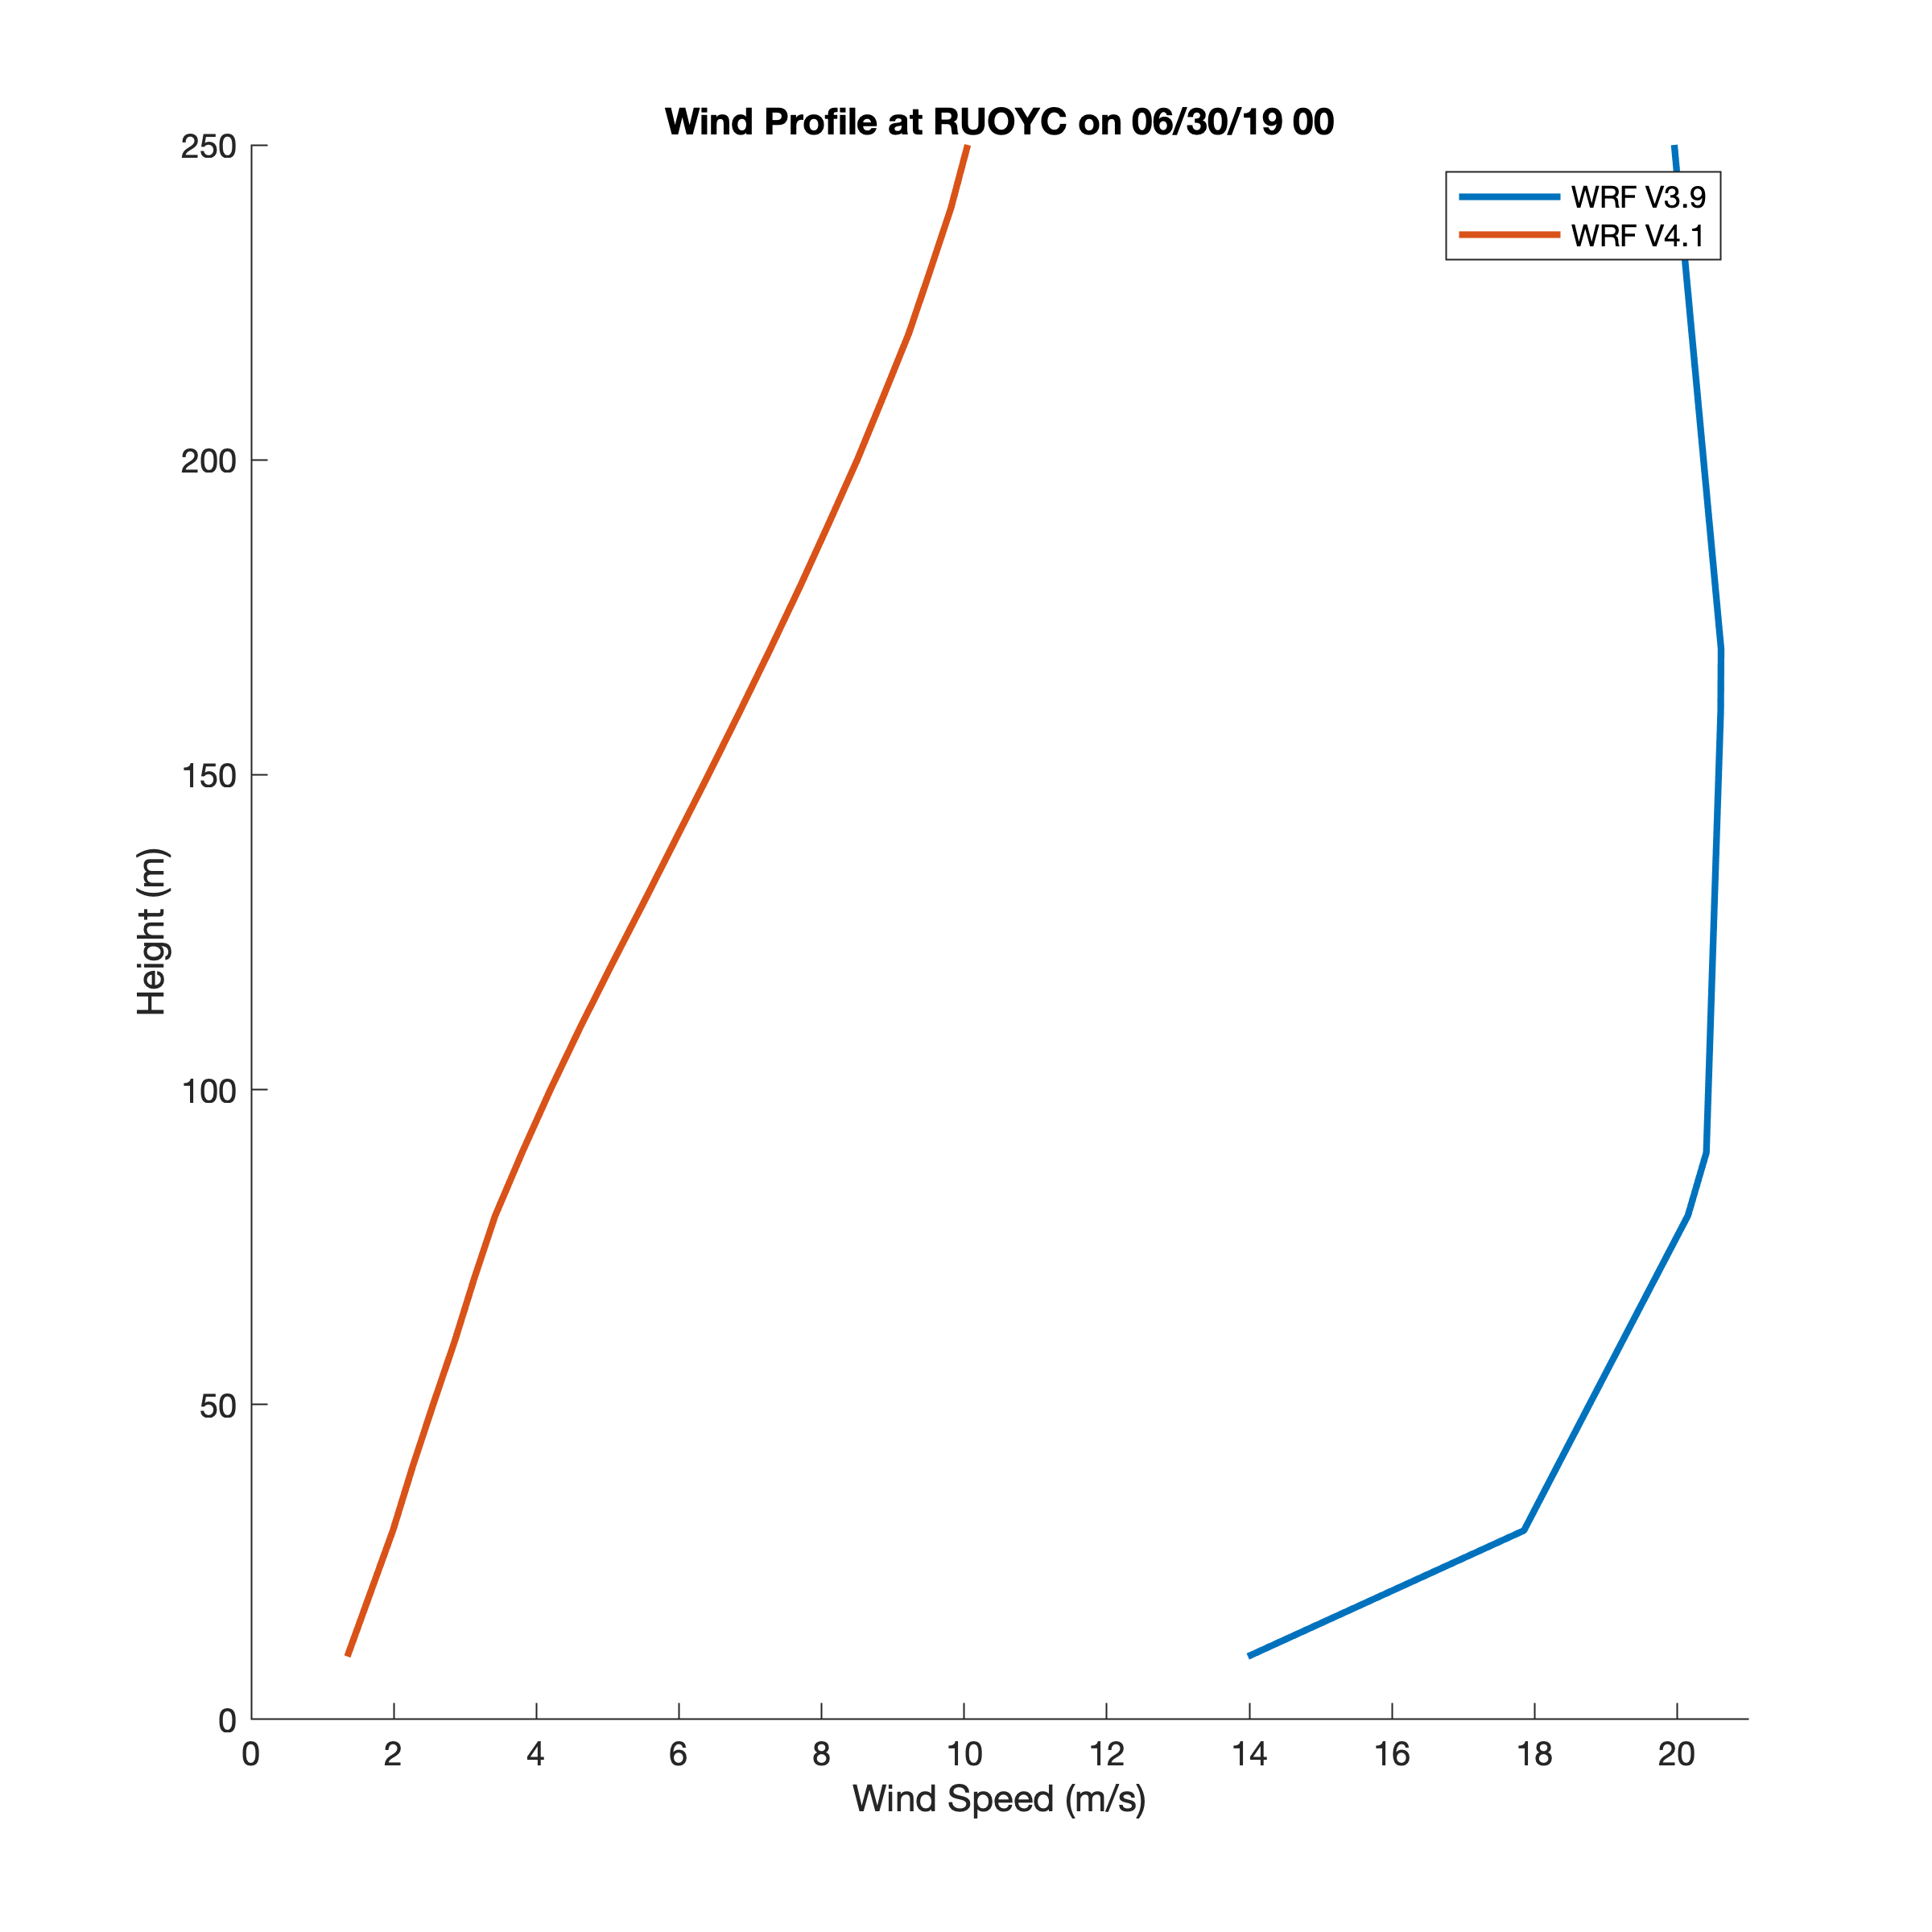 Wind Profile at RUOYC on 06/30/19 00
250
200
150
100
50
0
Height (m)
WRF V3.9
WRF V4.1
0 2 4 6 8 10 12 14 16 18 20
Wind Speed (m/s)